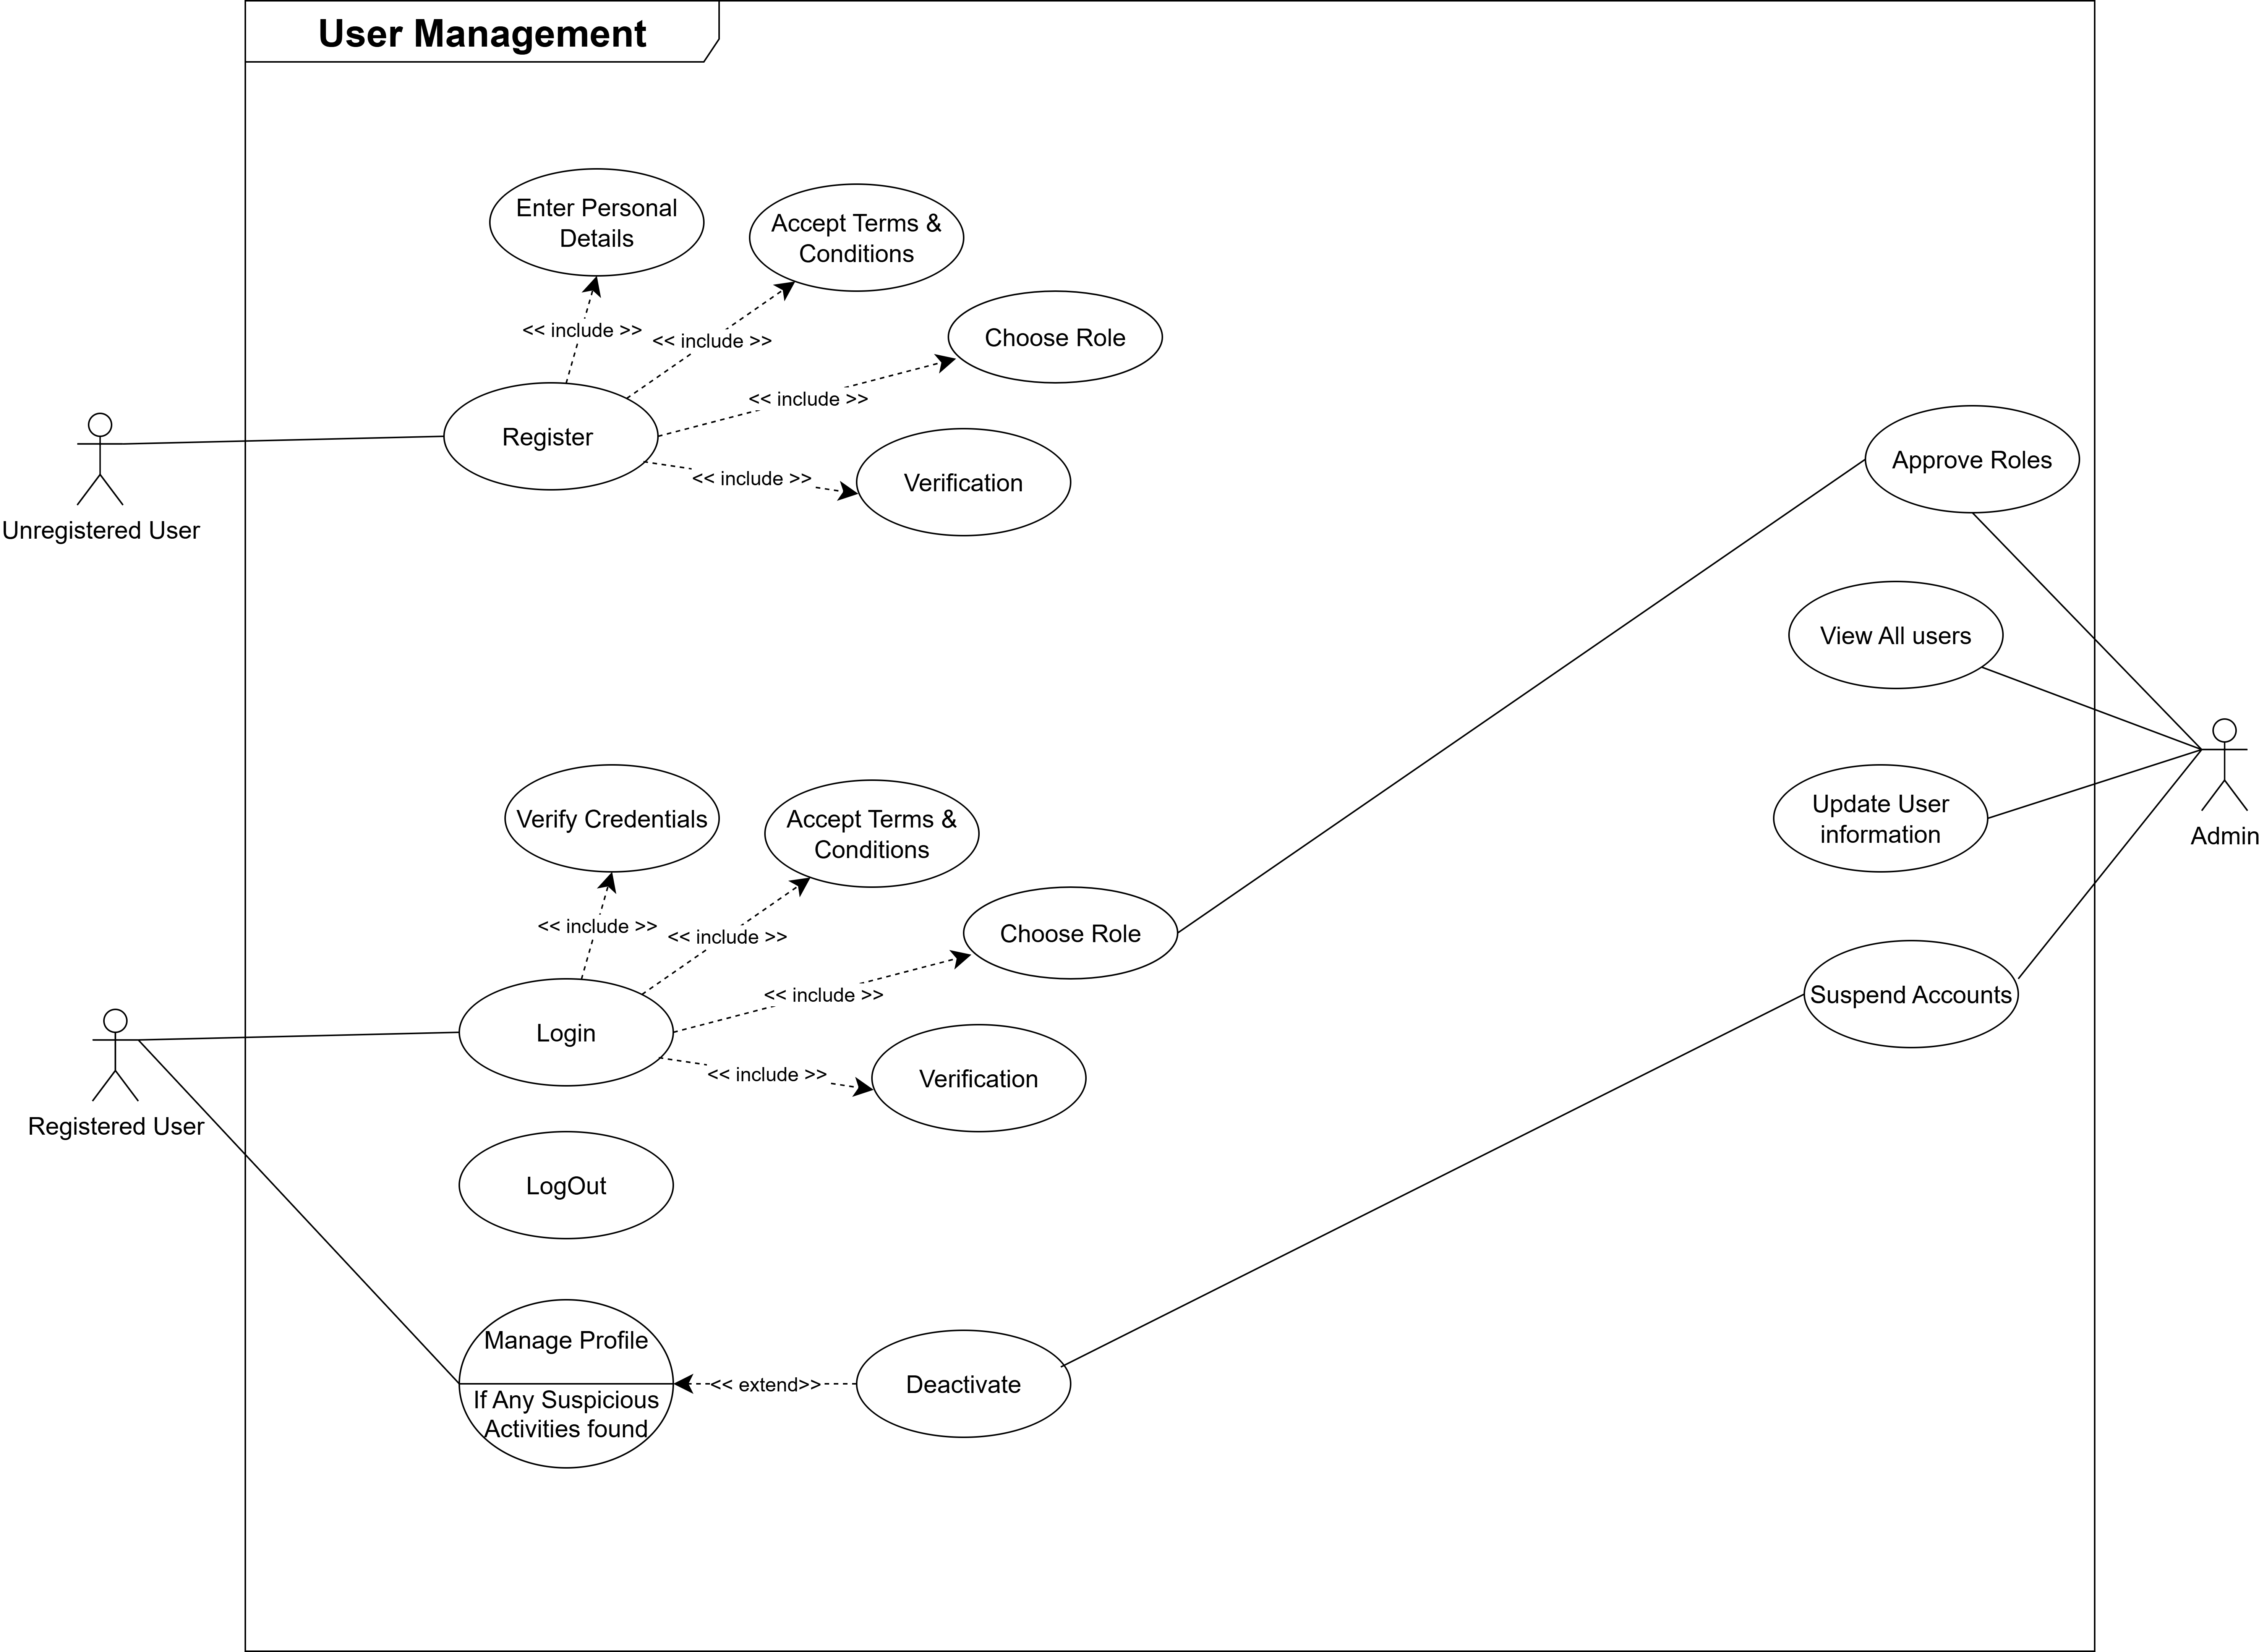 User Management
Enter Personal
Details
Accept Terms &
Conditions
Choose Role
<< include >>
<< include >>
<< include >>
Register
<< include >>
Verification
Unregistered User
Approve Roles
View All users
Update User
information
Admin
Suspend Accounts
Verify Credentials
Accept Terms &
Conditions
Choose Role
<< include >>
<< include >>
<< include >>
Login
<< include >>
Verification
Registered User
LogOut
Manage Profile
If Any Suspicious
Activities found
<< extend>>
Deactivate